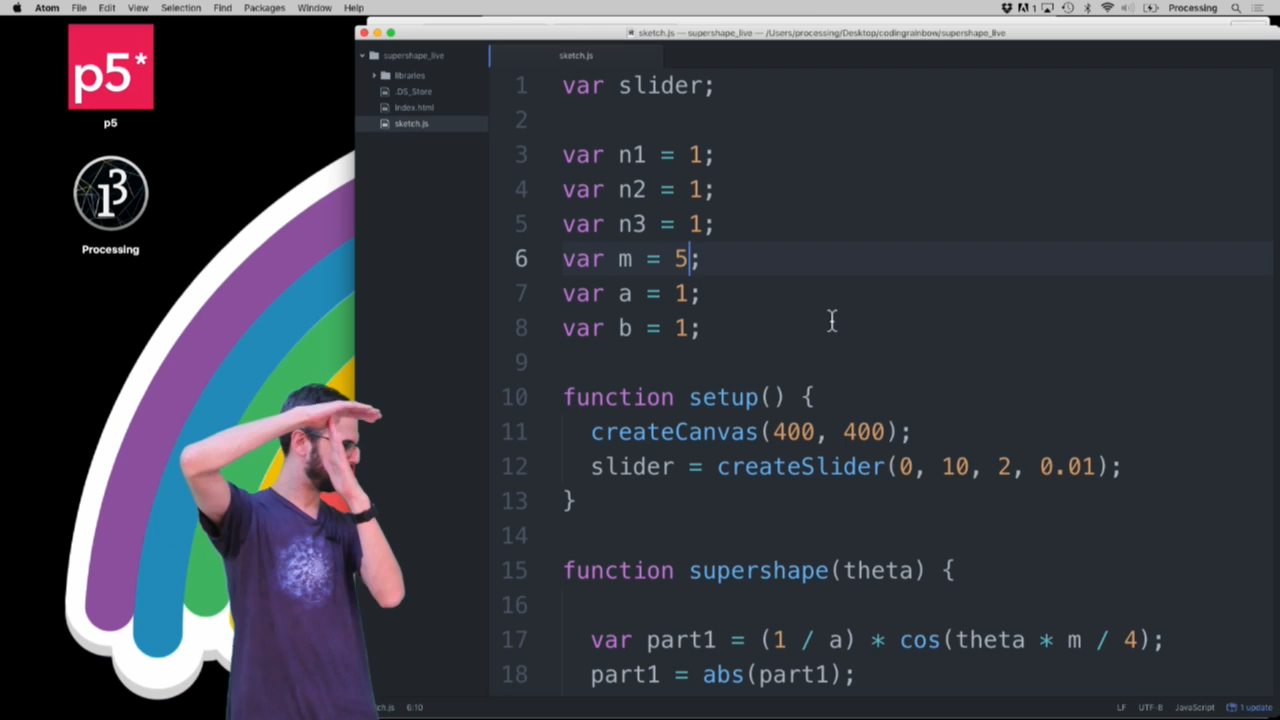 Atom File Edit View Selection Find Packages Window Help
1 Processing
p5*
p5
Processing
sketch.js — supershape_live — /Users/processing/Desktop/codingrainbow/supershape_live
supershape_live
libraries
.DS_Store
index.html
sketch.js
sketch.js
1 var slider;
2
3 var n1 = 1;
4 var n2 = 1;
5 var n3 = 1;
6 var m = 5;
7 var a = 1;
8 var b = 1;
9
10 function setup() {
11 createCanvas(400, 400);
12 slider = createSlider(0, 10, 2, 0.01);
13 }
14
15 function supershape(theta) {
16
17 var part1 = (1 / a) * cos(theta * m / 4);
18 part1 = abs(part1);
ch.js 6:10
LF UTF-8 JavaScript 1 update